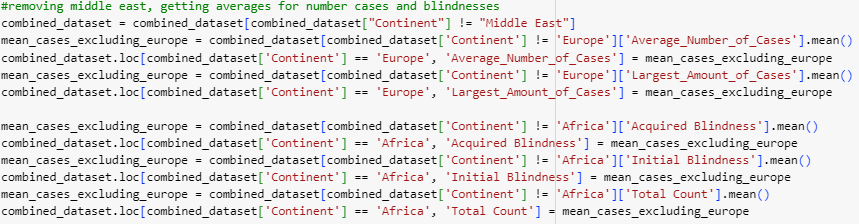 #removing middle east, getting averages for number cases and blindnesses
combined_dataset = combined_dataset[combined_dataset["Continent"] != "Middle East"]
mean_cases_excluding_europe = combined_dataset[combined_dataset['Continent'] != 'Europe']['Average_Number_of_Cases'].mean()
combined_dataset.loc[combined_dataset['Continent'] == 'Europe', 'Average_Number_of_Cases'] = mean_cases_excluding_europe
mean_cases_excluding_europe = combined_dataset[combined_dataset['Continent'] != 'Europe']['Largest_Amount_of_Cases'].mean()
combined_dataset.loc[combined_dataset['Continent'] == 'Europe', 'Largest_Amount_of_Cases'] = mean_cases_excluding_europe
mean_cases_excluding_europe = combined_dataset[combined_dataset['Continent'] != 'Africa']['Acquired Blindness'].mean()
combined_dataset.loc[combined_dataset['Continent'] == 'Africa', 'Acquired Blindness'] = mean_cases_excluding_europe
mean_cases_excluding_europe = combined_dataset[combined_dataset['Continent'] != 'Africa']['Initial Blindness'].mean()
combined_dataset.loc[combined_dataset['Continent'] == 'Africa', 'Initial Blindness'] = mean_cases_excluding_europe
mean_cases_excluding_europe = combined_dataset[combined_dataset['Continent'] != 'Africa']['Total Count'].mean()
combined_dataset.loc[combined_dataset['Continent'] == 'Africa', 'Total Count'] = mean_cases_excluding_europe